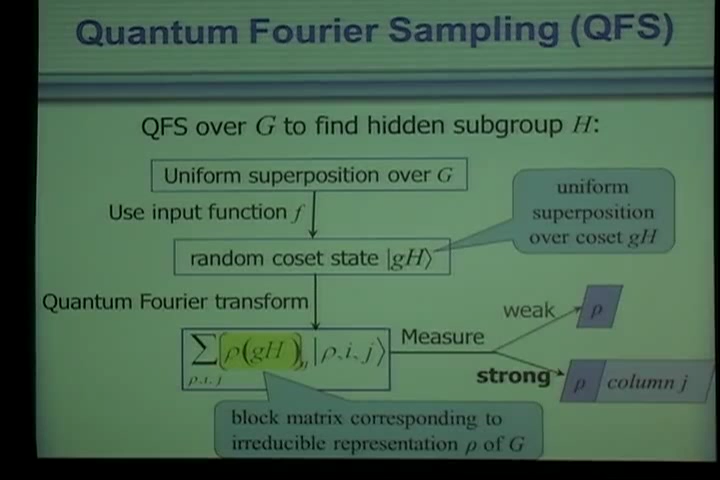 Quantum Fourier Sampling (QFS)
QFS over G to find hidden subgroup H:
Uniform superposition over G
Use input function f
uniform
superposition
over coset gH
random coset state |gH⟩
Quantum Fourier transform
∑ρ,i,j [ρ(gH)]ij |ρ,i,j⟩
Measure
weak
ρ
strong
ρ column j
block matrix corresponding to
irreducible representation ρ of G